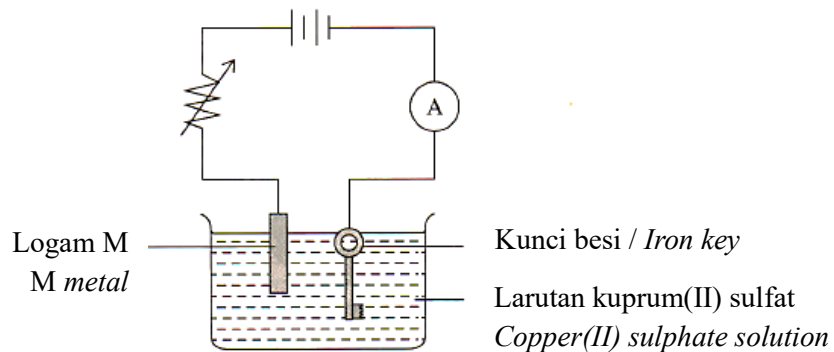 A
Logam M
M metal
Kunci besi / Iron key
Larutan kuprum(II) sulfat
Copper(II) sulphate solution